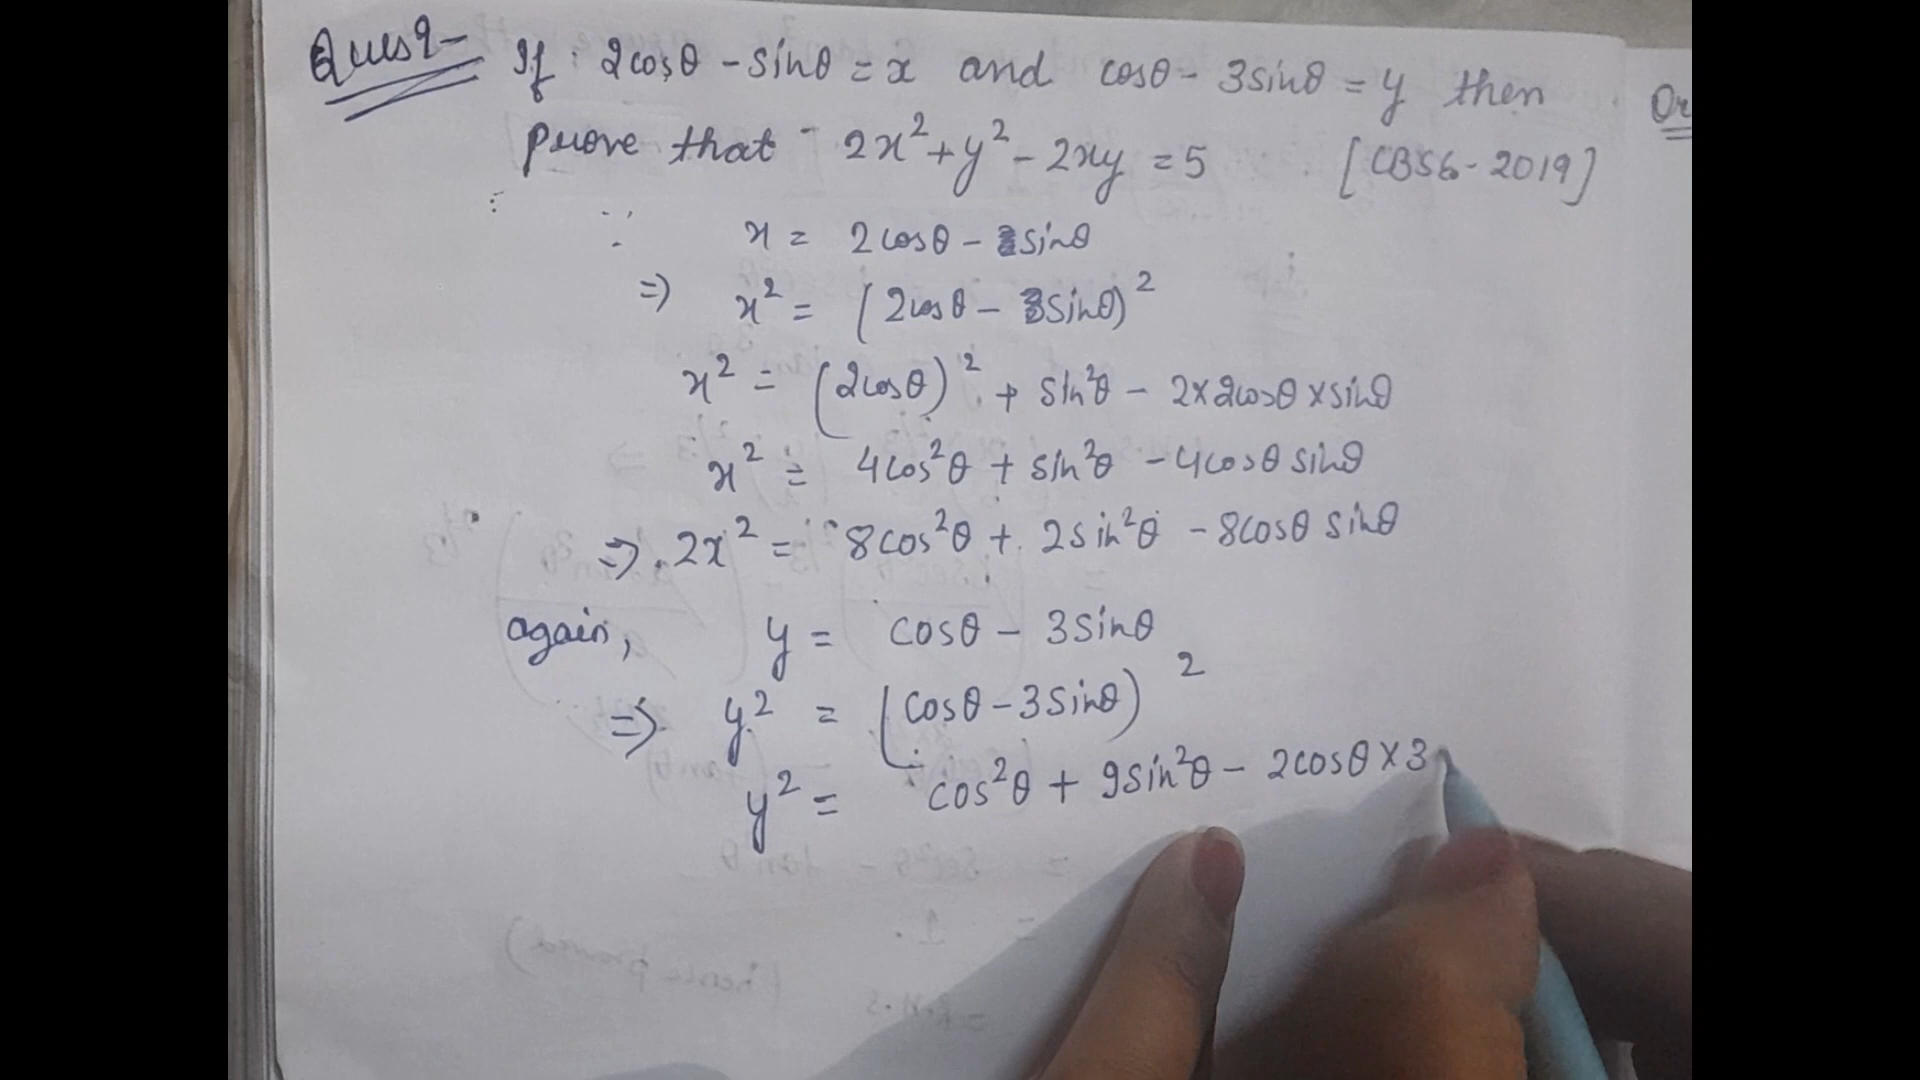 Ques- If : 2cosθ - sinθ = x and cosθ - 3sinθ = y then
prove that - 2x² + y² - 2xy = 5 [CBSE-2019]
Or
∵ x = 2cosθ - sinθ
⇒ x² = (2cosθ - sinθ)²
x² = (2cosθ)² + sin²θ - 2×2cosθ×sinθ
x² = 4cos²θ + sin²θ - 4cosθ sinθ
⇒ 2x² = 8cos²θ + 2sin²θ - 8cosθ sinθ
again, y = cosθ - 3sinθ
⇒ y² = (cosθ - 3sinθ)²
y² = cos²θ + 9sin²θ - 2cosθ×3